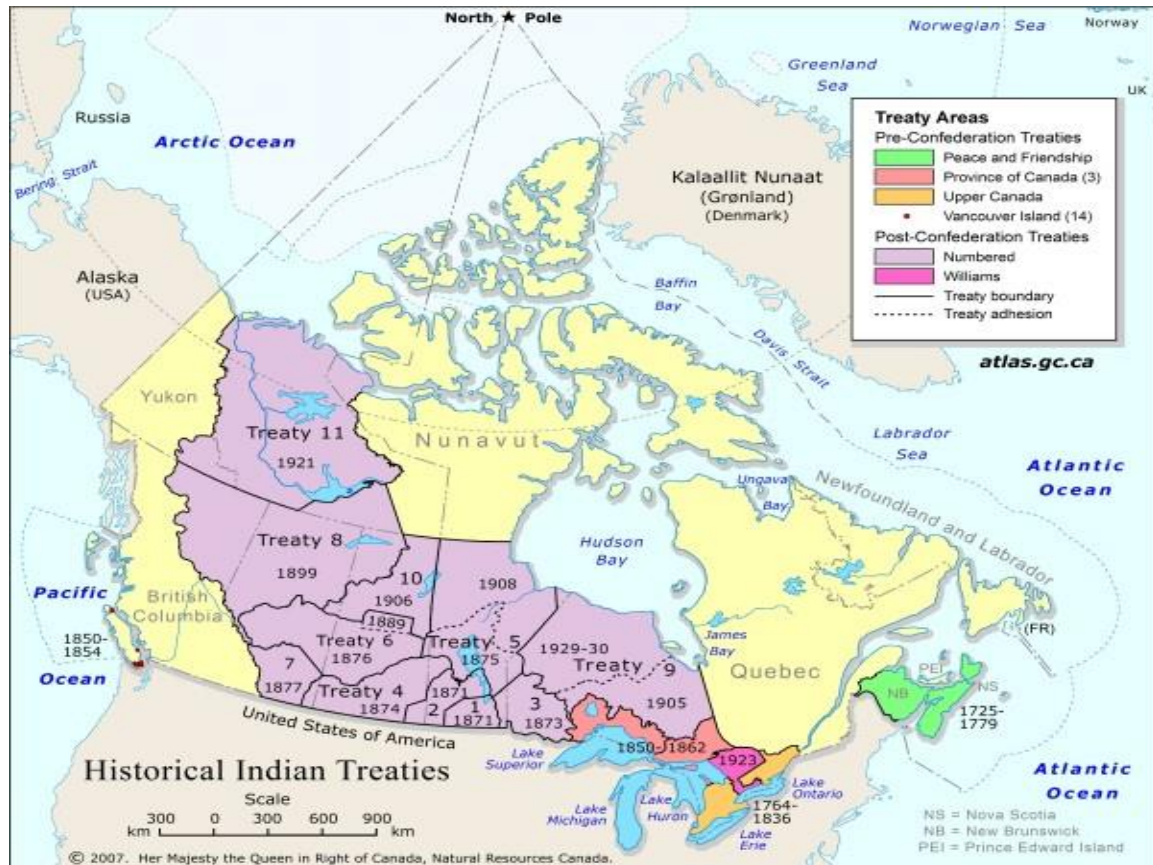 North ★ Pole
Norwegian Sea
Norway
Greenland
Sea
UK
Russia
Arctic Ocean
Bering Strait
Kalaallit Nunaat
(Grønland)
(Denmark)
Treaty Areas
Pre-Confederation Treaties
Peace and Friendship
Province of Canada (3)
Upper Canada
Vancouver Island (14)
Post-Confederation Treaties
Numbered
Williams
Treaty boundary
Treaty adhesion
atlas.gc.ca
Alaska
(USA)
Baffin
Bay
Davis Strait
Labrador
Sea
Atlantic
Ocean
Yukon
Treaty 11
1921
Nunavut
Ungava
Bay
Newfoundland and Labrador
Hudson
Bay
Treaty 8
1899
10
1906
1908
1889
Pacific
Ocean
British
Columbia
1850-
1854
Treaty 6
1876
Treaty 5
1875
1929-30
Treaty 9
1905
James
Bay
Quebec
(FR)
7
1877
Treaty 4
1874
1871
2
1
1871
3
1873
PEI
NB
NS
1725-
1779
United States of America
1850-1862
1923
Lake
Superior
Lake
Michigan
Lake
Huron
Lake
Ontario
1764-
1836
Lake
Erie
Atlantic
Ocean
Historical Indian Treaties
Scale
km 300 0 300 600 900 km
NS = Nova Scotia
NB = New Brunswick
PEI = Prince Edward Island
© 2007. Her Majesty the Queen in Right of Canada, Natural Resources Canada.